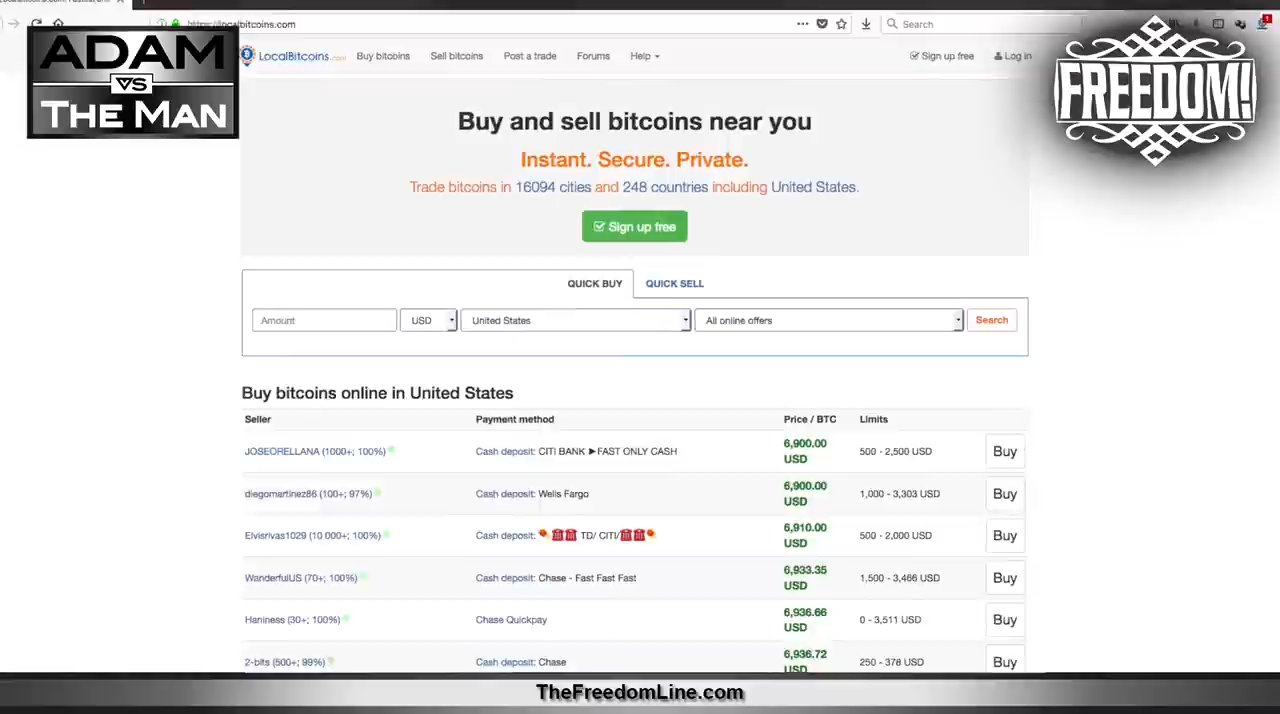 https://localbitcoins.com
Search
1
ADAM
VS
THE MAN
FREEDOM!
LocalBitcoins.com
Buy bitcoins
Sell bitcoins
Post a trade
Forums
Help
Sign up free
Log in
Buy and sell bitcoins near you
Instant. Secure. Private.
Trade bitcoins in 16094 cities and 248 countries including United States.
Sign up free
QUICK BUY
QUICK SELL
Amount
USD
United States
All online offers
Search
Buy bitcoins online in United States
Seller
Payment method
Price / BTC
Limits
JOSEORELLANA (1000+; 100%)
Cash deposit: CITI BANK ►FAST ONLY CASH
6,900.00
USD
500 - 2,500 USD
Buy
diegomartinez86 (100+; 97%)
Cash deposit: Wells Fargo
6,900.00
USD
1,000 - 3,303 USD
Buy
Elvisrivas1029 (10 000+; 100%)
Cash deposit: TD/ CITI/
6,910.00
USD
500 - 2,000 USD
Buy
WanderfulUS (70+; 100%)
Cash deposit: Chase - Fast Fast Fast
6,933.35
USD
1,500 - 3,466 USD
Buy
Haniness (30+; 100%)
Chase Quickpay
6,936.66
USD
0 - 3,511 USD
Buy
2-bits (500+; 99%)
Cash deposit: Chase
6,936.72
USD
250 - 378 USD
Buy
TheFreedomLine.com